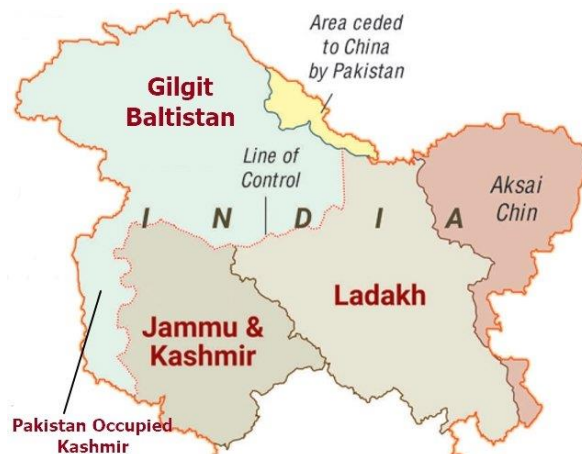 Area ceded
to China
by Pakistan
Gilgit
Baltistan
Line of
Control
Aksai
Chin
I N D I A
Ladakh
Jammu &
Kashmir
Pakistan Occupied
Kashmir